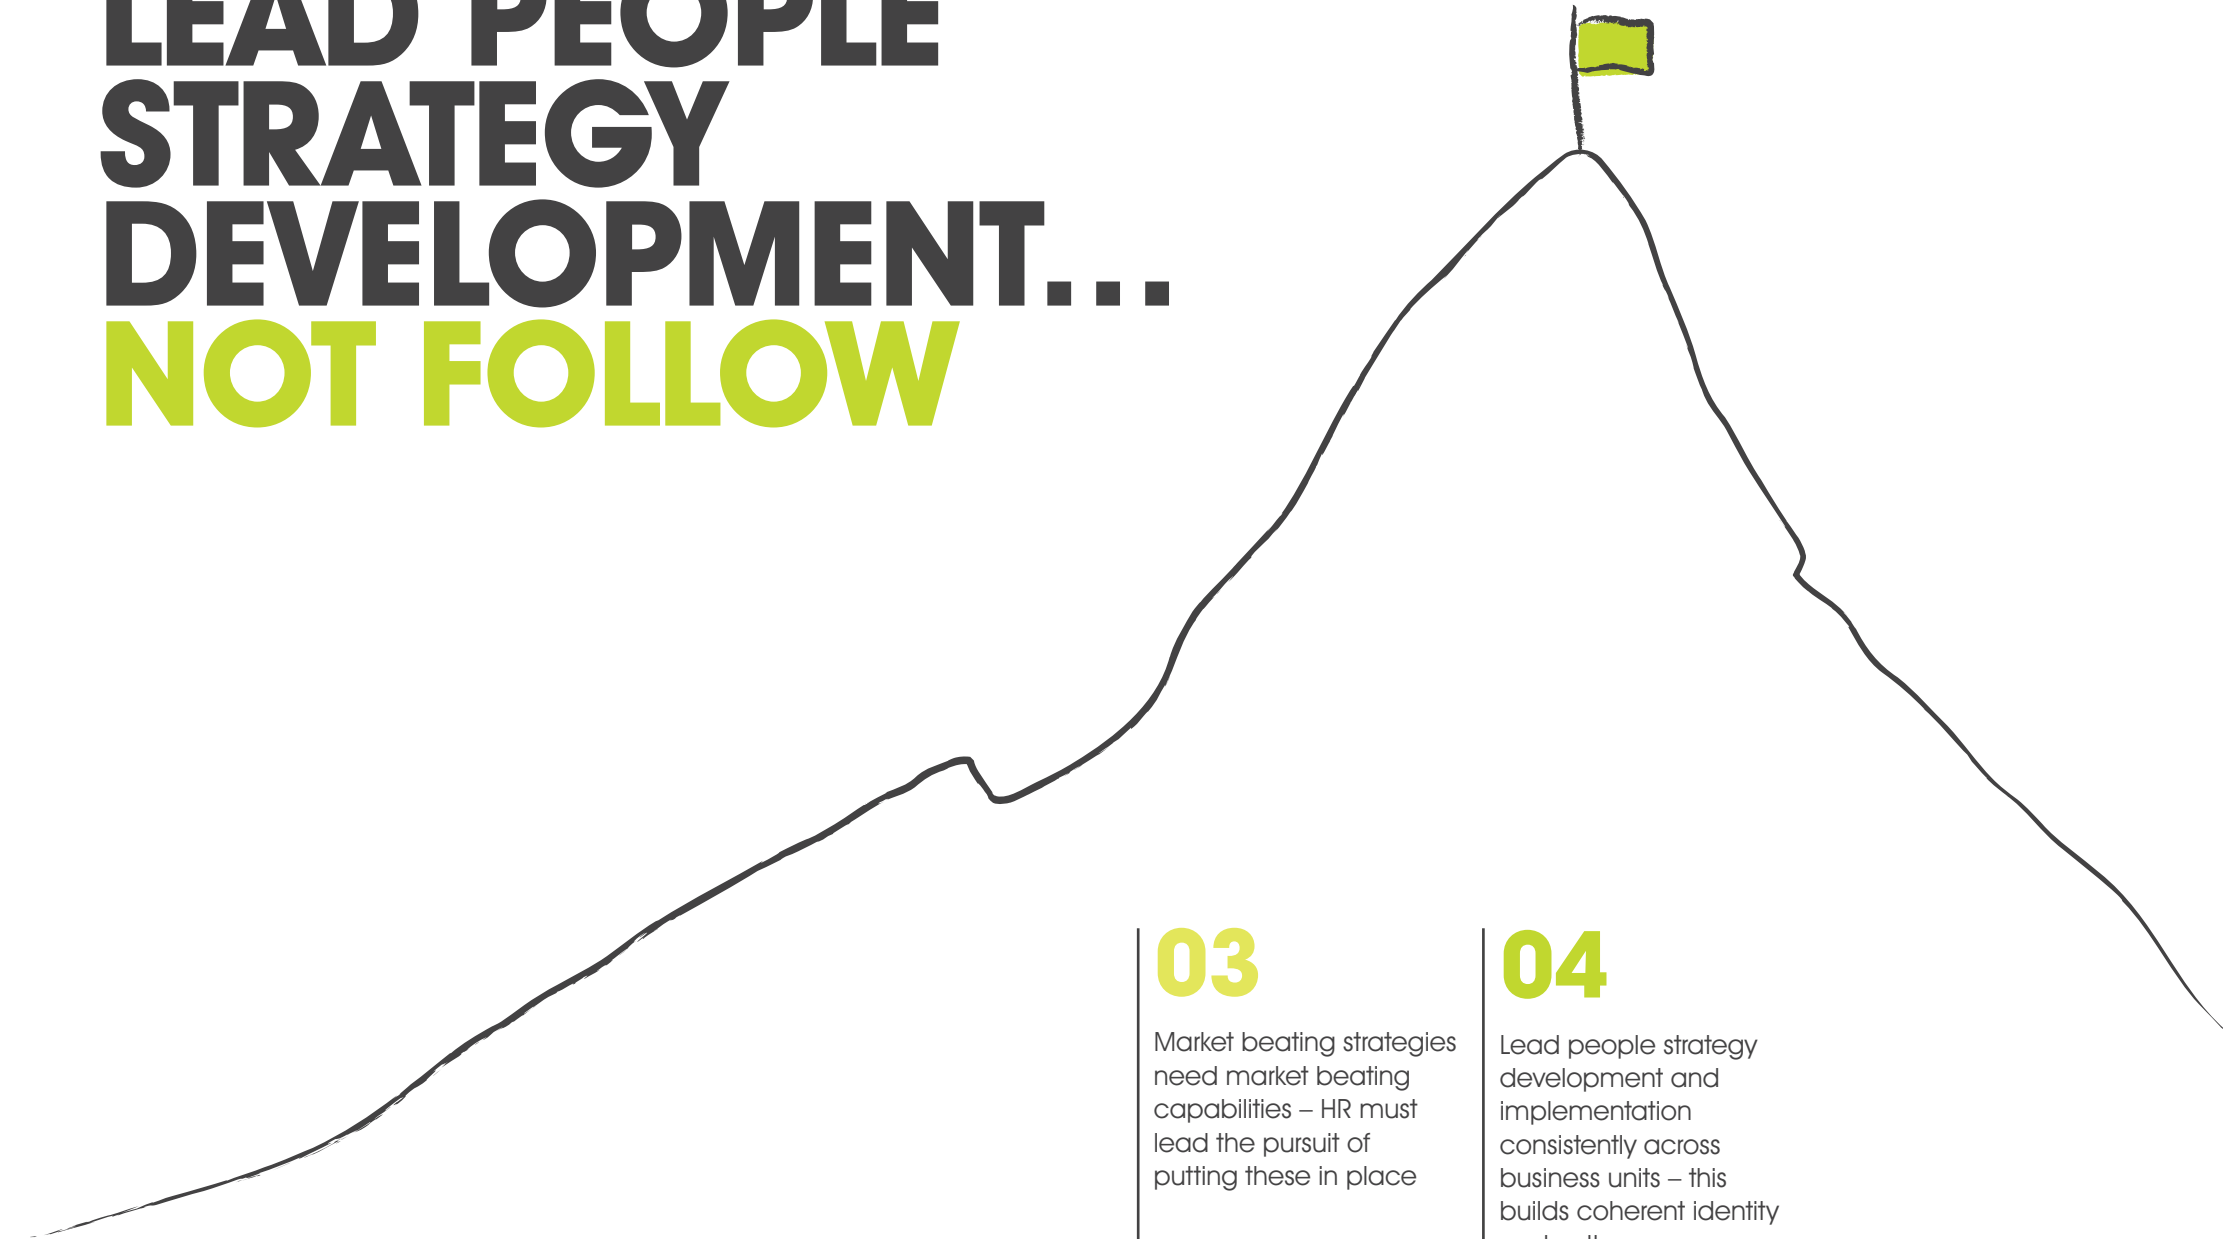 LEAD PEOPLE
STRATEGY
DEVELOPMENT...
NOT FOLLOW
03
Market beating strategies
need market beating
capabilities – HR must
lead the pursuit of
putting these in place
04
Lead people strategy
development and
implementation
consistently across
business units – this
builds coherent identity